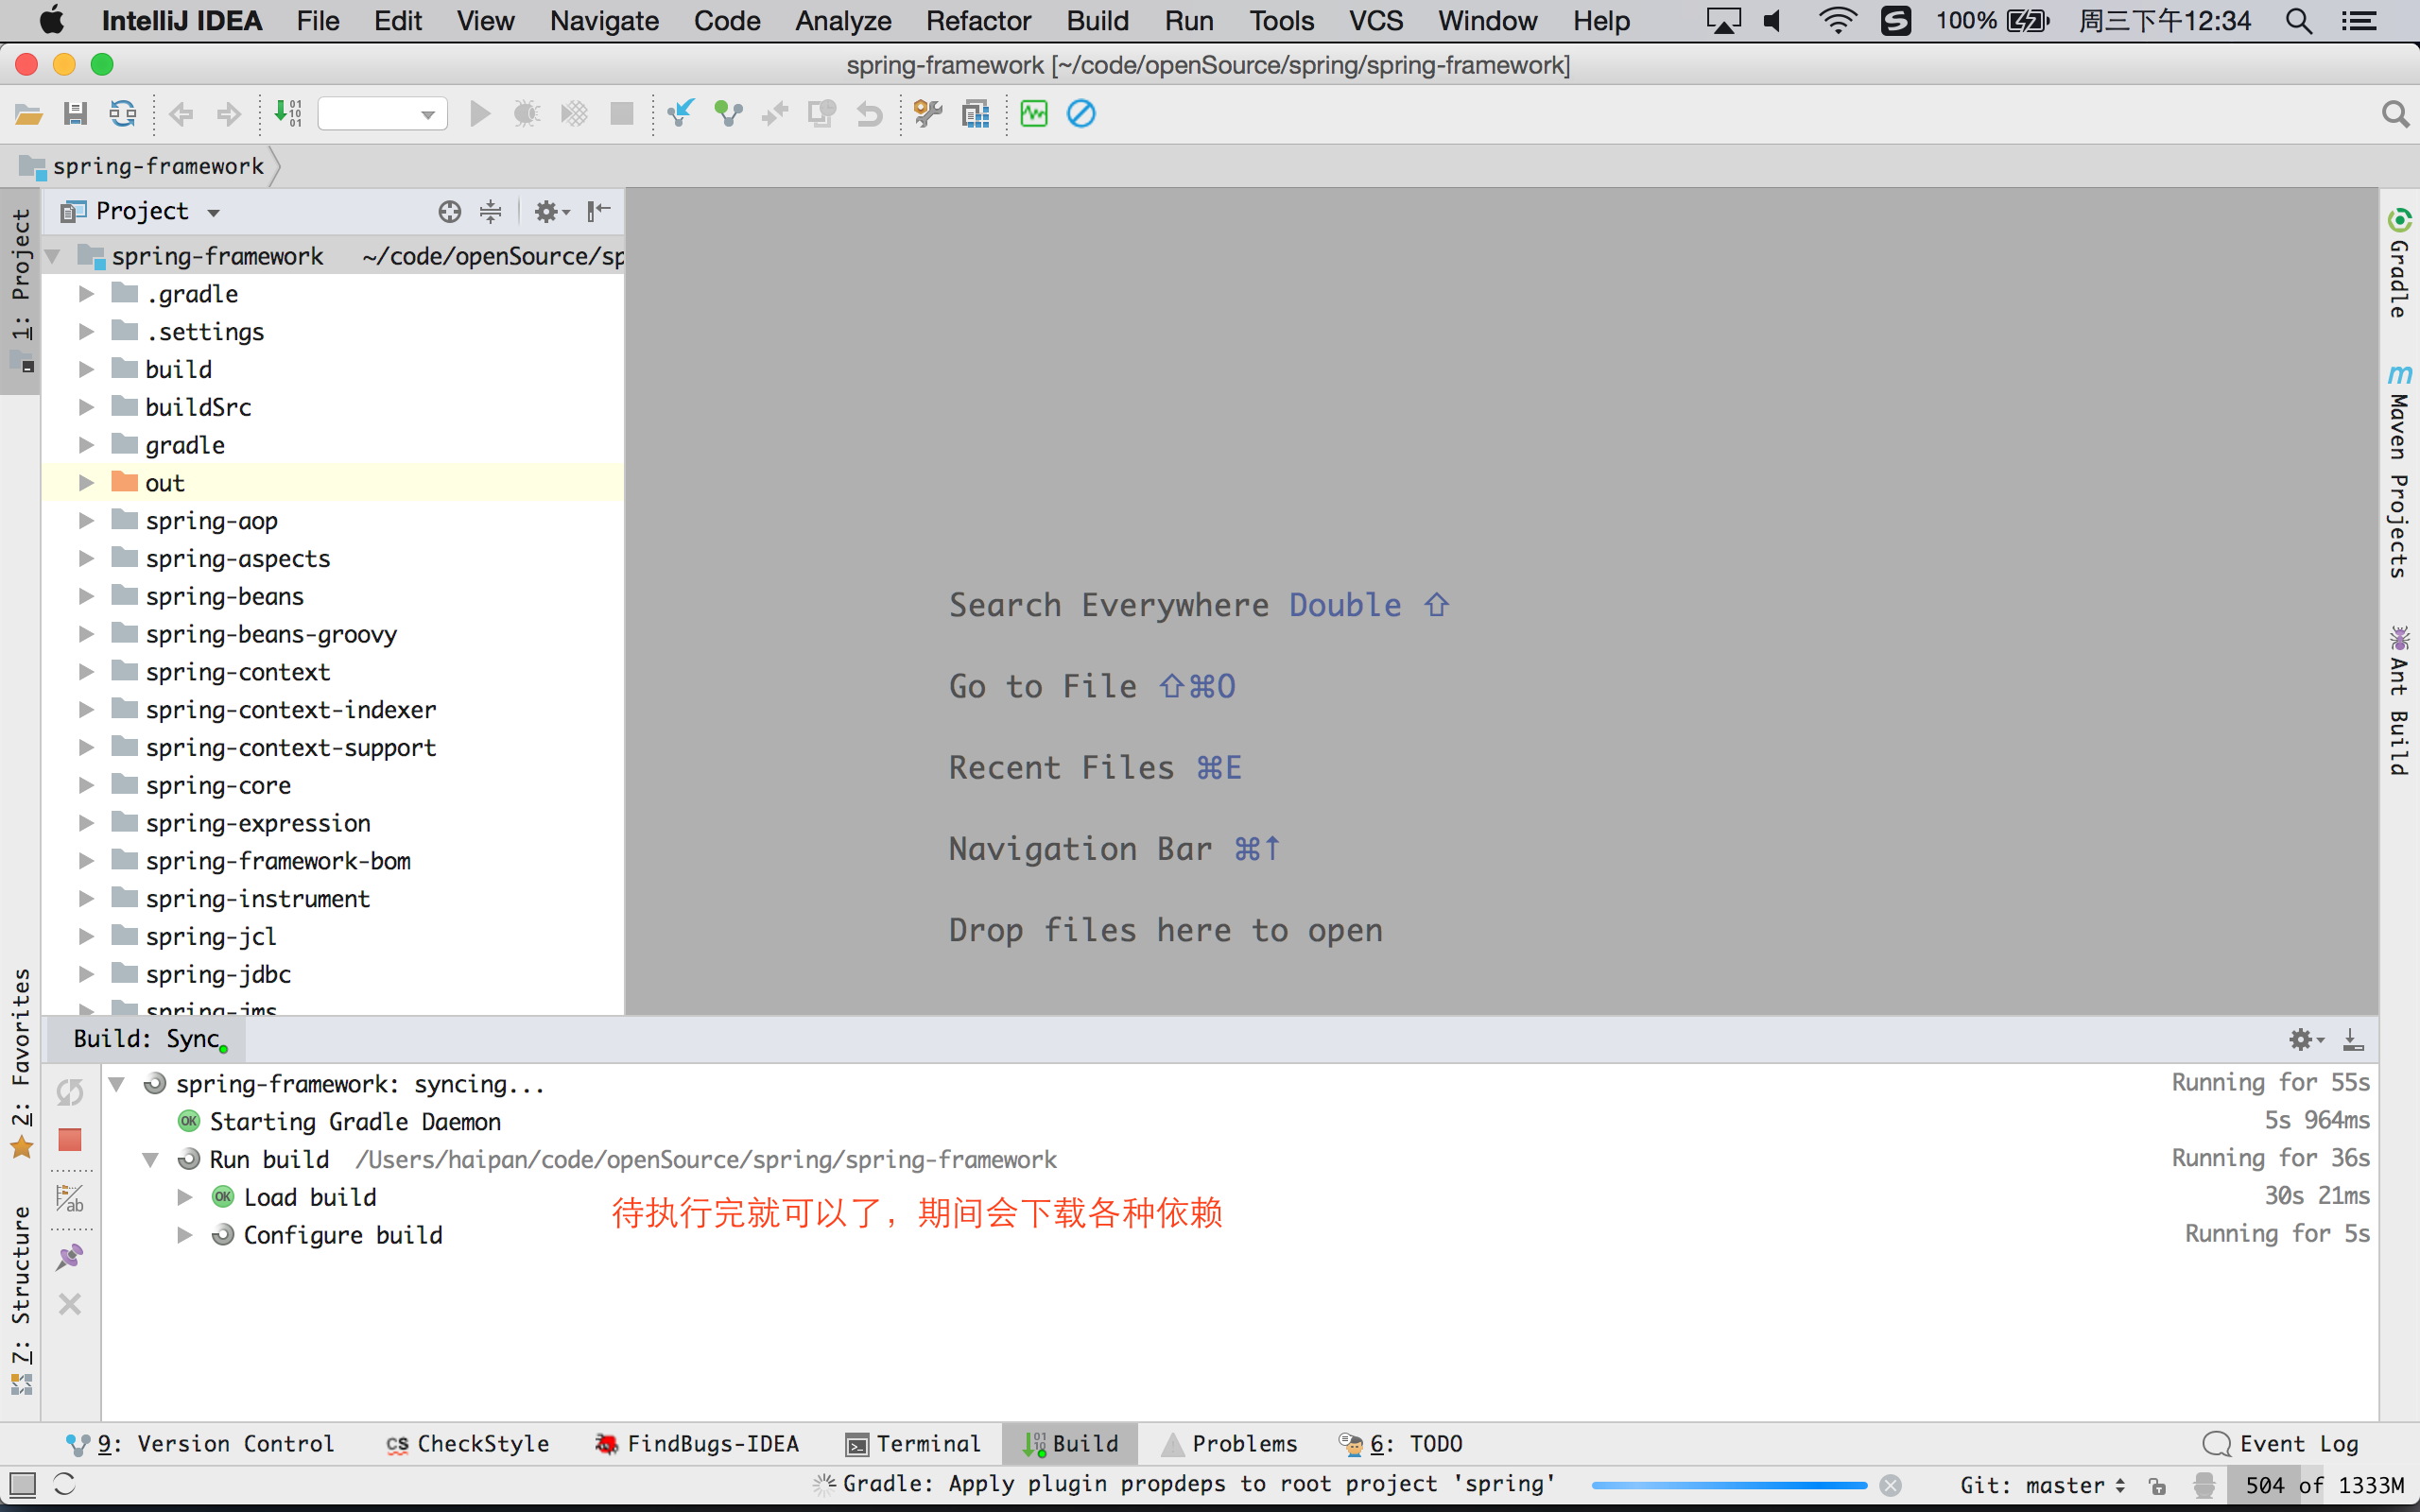 IntelliJ IDEA File Edit View Navigate Code Analyze Refactor Build Run Tools VCS Window Help 100% 周三下午12:34
spring-framework [~/code/openSource/spring/spring-framework]
spring-framework
Project
spring-framework ~/code/openSource/sp
.gradle
.settings
build
buildSrc
gradle
out
spring-aop
spring-aspects
spring-beans
spring-beans-groovy
spring-context
spring-context-indexer
spring-context-support
spring-core
spring-expression
spring-framework-bom
spring-instrument
spring-jcl
spring-jdbc
spring-jms
1: Project
2: Favorites
7: Structure
Search Everywhere Double ⇧
Go to File ⇧⌘O
Recent Files ⌘E
Navigation Bar ⌘↑
Drop files here to open
Gradle
Maven Projects
Ant Build
Build: Sync
spring-framework: syncing... Running for 55s
OK Starting Gradle Daemon 5s 964ms
Run build /Users/haipan/code/openSource/spring/spring-framework Running for 36s
OK Load build 30s 21ms
待执行完就可以了，期间会下载各种依赖
Configure build Running for 5s
9: Version Control CheckStyle FindBugs-IDEA Terminal Build Problems 6: TODO Event Log
Gradle: Apply plugin propdeps to root project 'spring' Git: master 504 of 1333M